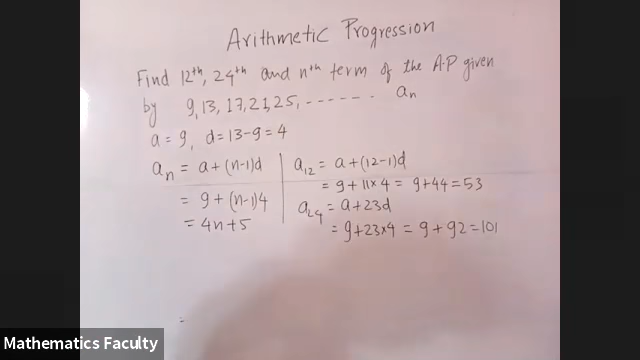 Arithmetic Progression
Find 12th, 24th and nth term of the A.P given
by 9,13,17,21,25, ------. an
a = 9, d = 13-9 = 4
an = a + (n-1)d
= 9 + (n-1)4
= 4n+5
a12 = a + (12-1)d
= 9 + 11×4 = 9+44 = 53
a24 = a + 23d
= 9+23×4 = 9 + 92 = 101
=
Mathematics Faculty